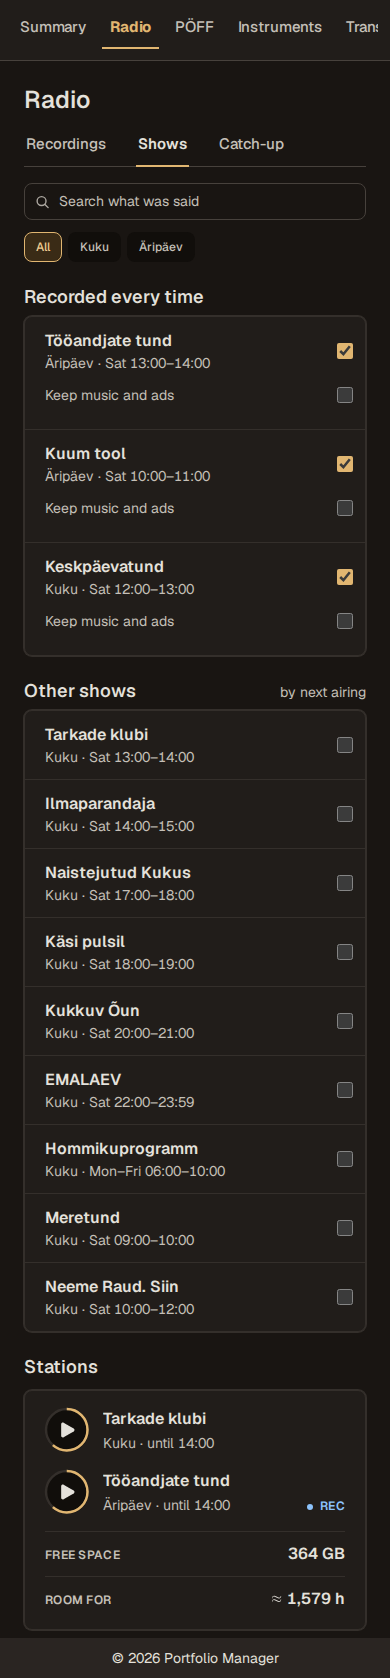 Summary Radio PÖFF Instruments Trans
Radio
Recordings Shows Catch-up
Search what was said
All Kuku Äripäev
Recorded every time
Tööandjate tund
Äripäev · Sat 13:00–14:00
Keep music and ads
Kuum tool
Äripäev · Sat 10:00–11:00
Keep music and ads
Keskpäevatund
Kuku · Sat 12:00–13:00
Keep music and ads
Other shows by next airing
Tarkade klubi
Kuku · Sat 13:00–14:00
Ilmaparandaja
Kuku · Sat 14:00–15:00
Naistejutud Kukus
Kuku · Sat 17:00–18:00
Käsi pulsil
Kuku · Sat 18:00–19:00
Kukkuv Õun
Kuku · Sat 20:00–21:00
EMALAEV
Kuku · Sat 22:00–23:59
Hommikuprogramm
Kuku · Mon–Fri 06:00–10:00
Meretund
Kuku · Sat 09:00–10:00
Neeme Raud. Siin
Kuku · Sat 10:00–12:00
Stations
Tarkade klubi
Kuku · until 14:00
Tööandjate tund
Äripäev · until 14:00 REC
FREE SPACE 364 GB
ROOM FOR ≈ 1,579 h
© 2026 Portfolio Manager